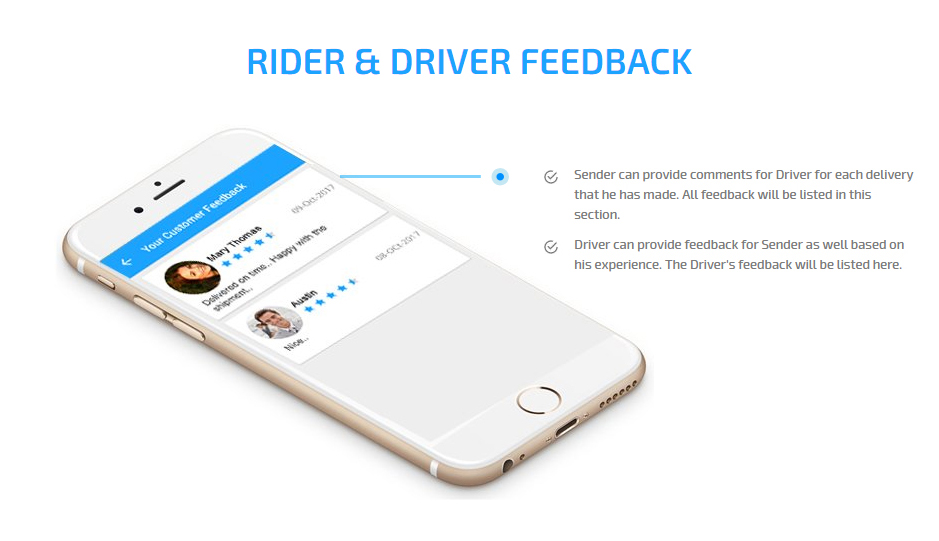 RIDER & DRIVER FEEDBACK
Your Customer Feedback
09-Oct-2017
Mary Thomas
Delivered on time.. Happy with the
shipment..
08-Oct-2017
Austin
Nice..
Sender can provide comments for Driver for each delivery
that he has made. All feedback will be listed in this
section.
Driver can provide feedback for Sender as well based on
his experience. The Driver's feedback will be listed here.